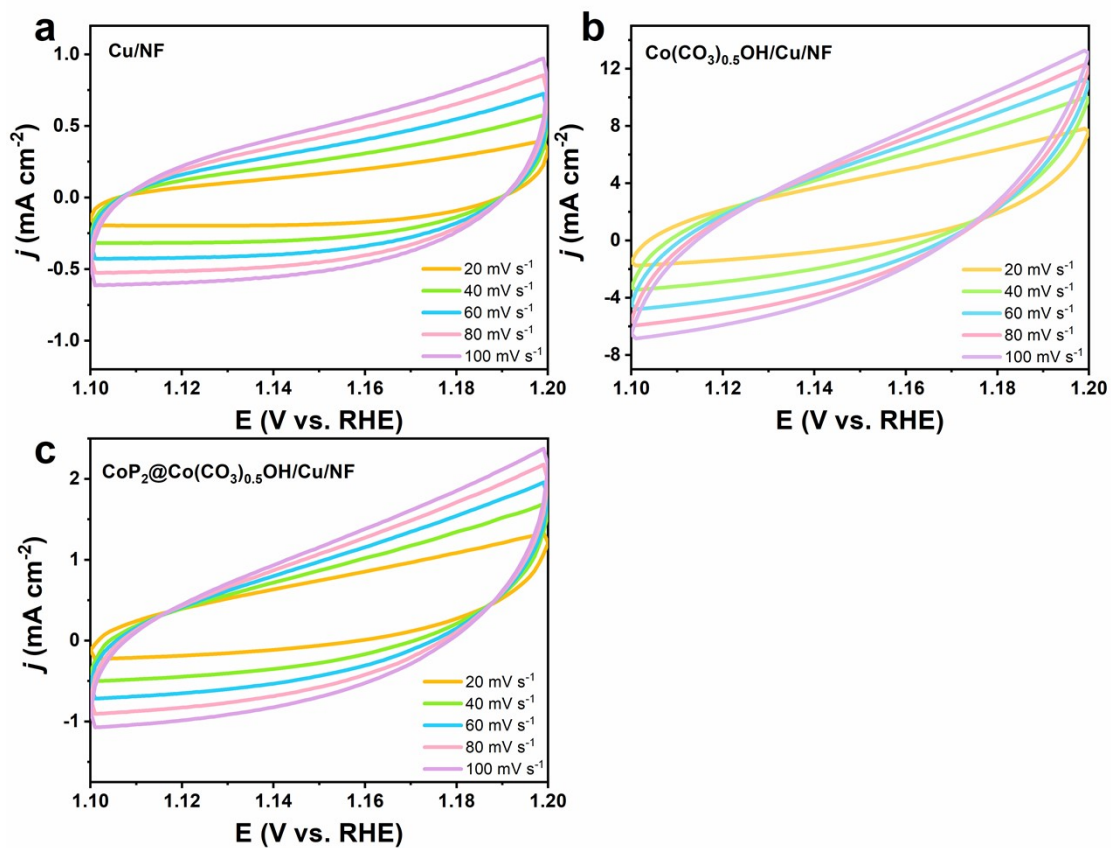 a
Cu/NF
j (mA cm-2)
1.0
0.5
0.0
-0.5
-1.0
20 mV s-1
40 mV s-1
60 mV s-1
80 mV s-1
100 mV s-1
1.10 1.12 1.14 1.16 1.18 1.20
E (V vs. RHE)
b
Co(CO3)0.5OH/Cu/NF
j (mA cm-2)
12
8
4
0
-4
-8
20 mV s-1
40 mV s-1
60 mV s-1
80 mV s-1
100 mV s-1
1.10 1.12 1.14 1.16 1.18 1.20
E (V vs. RHE)
c
CoP2@Co(CO3)0.5OH/Cu/NF
j (mA cm-2)
2
1
0
-1
20 mV s-1
40 mV s-1
60 mV s-1
80 mV s-1
100 mV s-1
1.10 1.12 1.14 1.16 1.18 1.20
E (V vs. RHE)